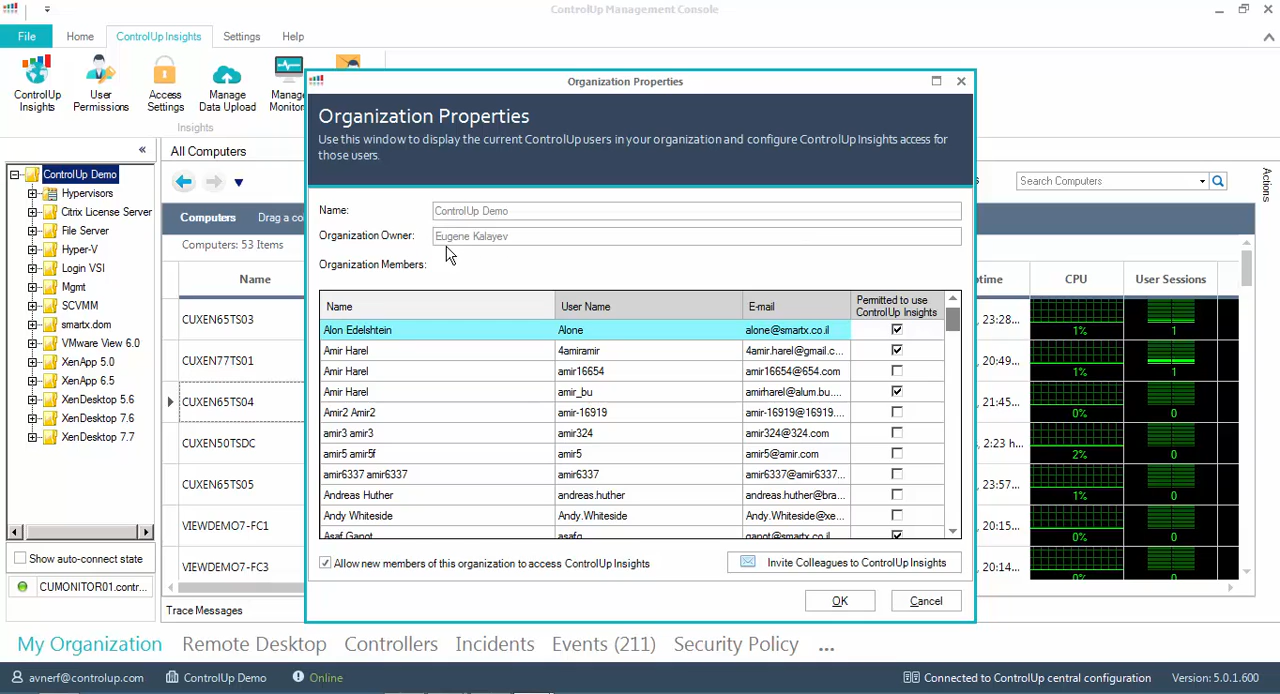 ControlUp Management Console
File
Home
ControlUp Insights
Settings
Help
ControlUp Insights
User Permissions
Access Settings
Manage Data Upload
Manage
Insights
Organization Properties
Organization Properties
Use this window to display the current ControlUp users in your organization and configure ControlUp Insights access for
those users.
Name:
ControlUp Demo
Organization Owner:
Eugene Kalayev
Organization Members:
Name User Name E-mail Permitted to use ControlUp Insights
Alon Edelshtein Alone alone@smartx.co.il
Amir Harel 4amiramir 4amir.harel@gmail.c...
Amir Harel amir16654 amir16654@654.com
Amir Harel amir_bu amirharel@alum.bu....
Amir2 Amir2 amir-16919 amir-16919@16919....
amir3 amir3 amir324 amir324@324.com
amir5 amir5f amir5 amir5@amir.com
amir6337 amir6337 amir6337 amir6337@amir6337...
Andreas Huther andreas.huther andreas.huther@bra...
Andy Whiteside Andy.Whiteside Andy.Whiteside@xe...
Asaf Ganot asafg ganot@smartx.co.il
Allow new members of this organization to access ControlUp Insights
Invite Colleagues to ControlUp Insights
OK
Cancel
«
All Computers
ControlUp Demo
Hypervisors
Citrix License Server
File Server
Hyper-V
Login VSI
Mgmt
SCVMM
smartx.dom
VMware View 6.0
XenApp 5.0
XenApp 6.5
XenDesktop 5.6
XenDesktop 7.6
XenDesktop 7.7
Show auto-connect state
CUMONITOR01.contr...
Search Computers
Actions
Computers
Drag a co
Computers: 53 Items
Name
CPU User Sessions
CUXEN65TS03 , 23:28... 1% 1
CUXEN77TS01 , 20:49... 1% 1
CUXEN65TS04 , 21:45... 0% 0
CUXEN50TSDC , 2:23 h... 2% 0
CUXEN65TS05 , 23:57... 1% 0
VIEWDEMO7-FC1 , 20:15... 0% 0
VIEWDEMO7-FC3 , 20:14... 0% 0
Trace Messages
My Organization Remote Desktop Controllers Incidents Events (211) Security Policy ...
avnerf@controlup.com
ControlUp Demo
Online
Connected to ControlUp central configuration
Version: 5.0.1.600